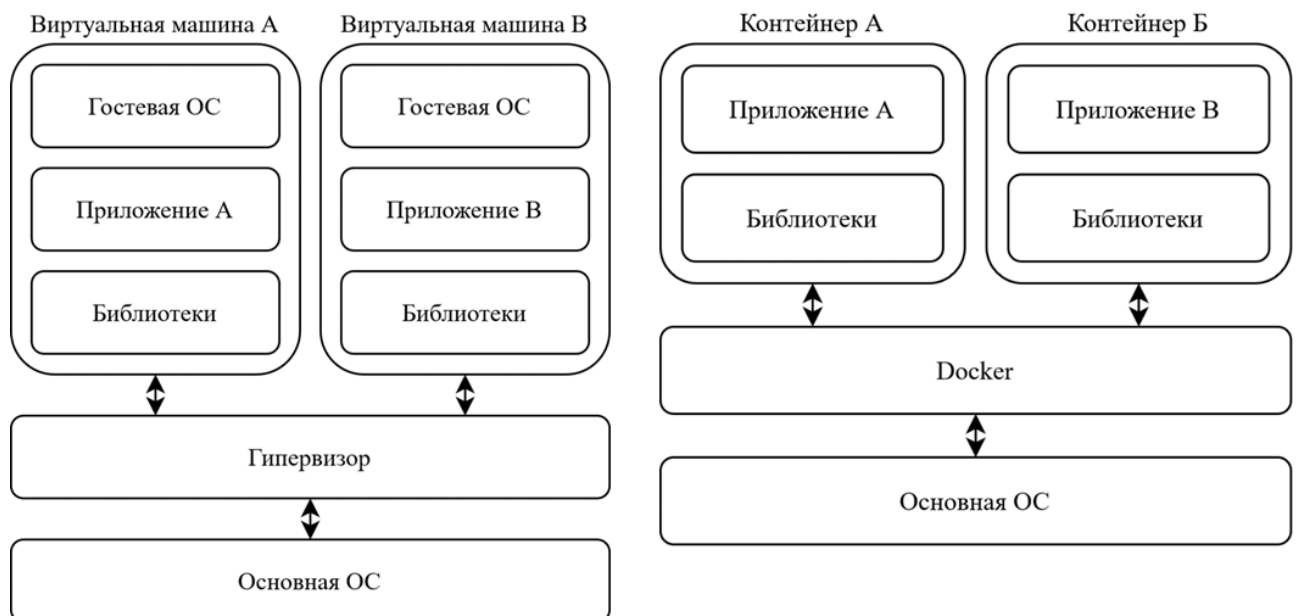 Виртуальная машина А
Виртуальная машина В
Гостевая ОС
Гостевая ОС
Приложение А
Приложение В
Библиотеки
Библиотеки
Гипервизор
Основная ОС
Контейнер А
Контейнер Б
Приложение А
Приложение В
Библиотеки
Библиотеки
Docker
Основная ОС